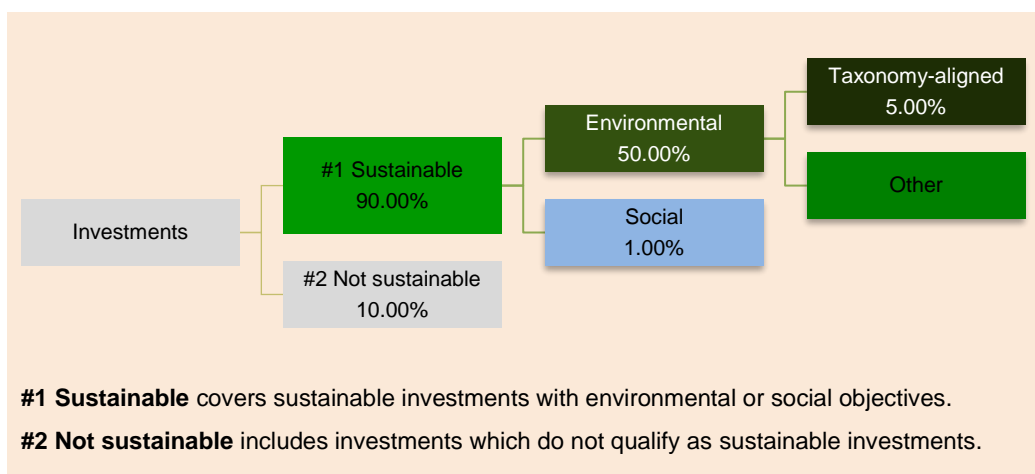 Investments
#1 Sustainable
90.00%
#2 Not sustainable
10.00%
Environmental
50.00%
Social
1.00%
Taxonomy-aligned
5.00%
Other
#1 Sustainable covers sustainable investments with environmental or social objectives.
#2 Not sustainable includes investments which do not qualify as sustainable investments.